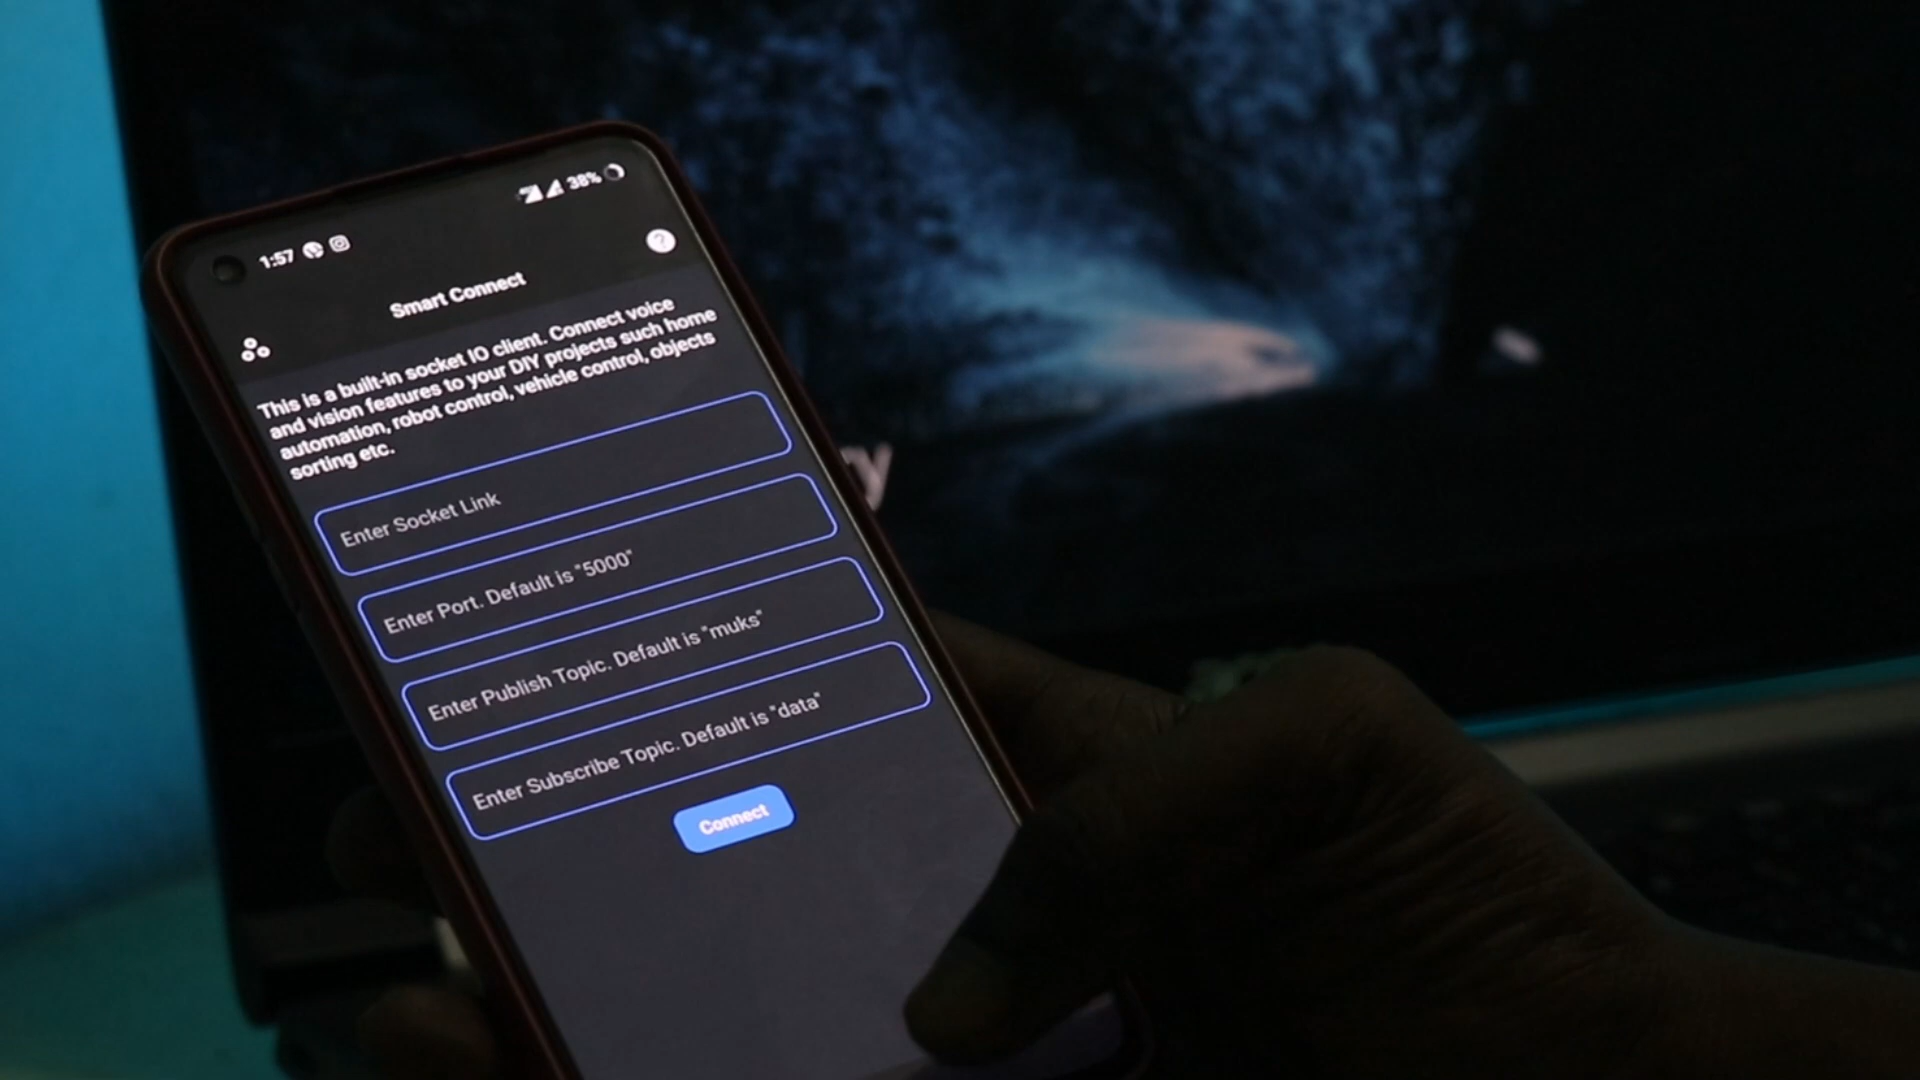 1:57
38%
Smart Connect
This is a built-in socket IO client. Connect voice
and vision features to your DIY projects such home
automation, robot control, vehicle control, objects
sorting etc.
Enter Socket Link
Enter Port. Default is "5000"
Enter Publish Topic. Default is "muks"
Enter Subscribe Topic. Default is "data"
Connect